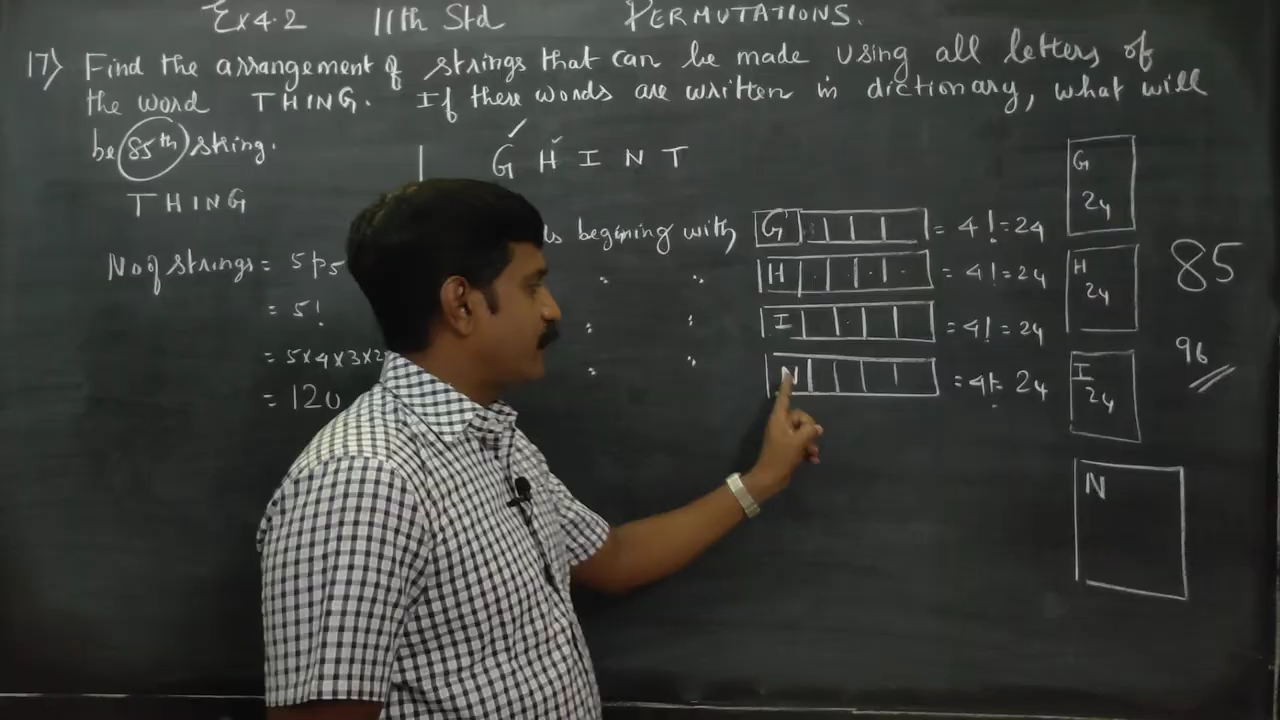 Ex 4.2 11th Std PERMUTATIONS.
17) Find the arrangement of strings that can be made using all letters of
the word THING. If these words are written in dictionary, what will
be 85th string.
G H I N T
THING
begining with G = 4! = 24
No of strings = 5P5
" " H = 4! = 24
= 5!
" " I = 4! = 24
= 5x4x3x2
" " N = 4! = 24
= 120
G
24
H
24
I
24
N
85
96